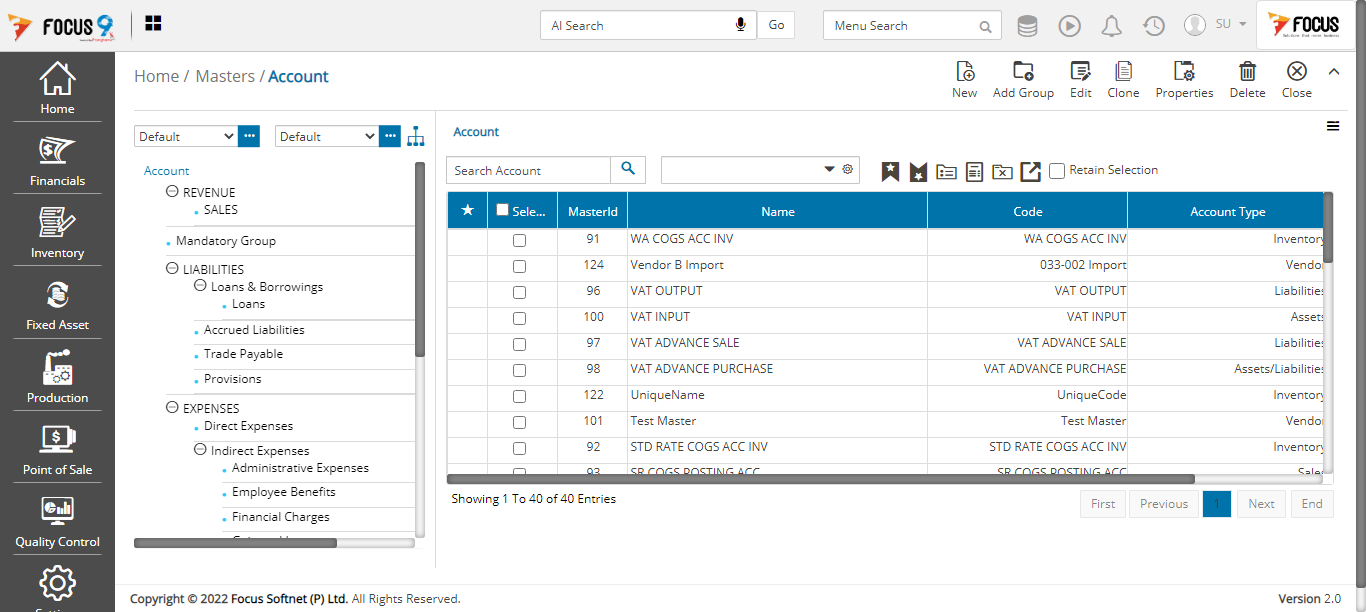 FOCUS 9
AI Search
Go
Menu Search
SU
FOCUS
Home
Financials
Inventory
Fixed Asset
Production
Point of Sale
Quality Control
Home / Masters / Account
New
Add Group
Edit
Clone
Properties
Delete
Close
Default
Default
Account
REVENUE
SALES
Mandatory Group
LIABILITIES
Loans & Borrowings
Loans
Accrued Liabilities
Trade Payable
Provisions
EXPENSES
Direct Expenses
Indirect Expenses
Administrative Expenses
Employee Benefits
Financial Charges
Account
Search Account
Retain Selection
Sele... MasterId Name Code Account Type
91 WA COGS ACC INV WA COGS ACC INV Inventory
124 Vendor B Import 033-002 Import Vendo
96 VAT OUTPUT VAT OUTPUT Liabilities
100 VAT INPUT VAT INPUT Assets
97 VAT ADVANCE SALE VAT ADVANCE SALE Liabilities
98 VAT ADVANCE PURCHASE VAT ADVANCE PURCHASE Assets/Liabilities
122 UniqueName UniqueCode Inventory
101 Test Master Test Master Vendo
92 STD RATE COGS ACC INV STD RATE COGS ACC INV Inventory
93 SR COGS POSTING ACC SR COGS POSTING ACC Sales
Showing 1 To 40 of 40 Entries
First Previous 1 Next End
Copyright © 2022 Focus Softnet (P) Ltd. All Rights Reserved.
Version 2.0